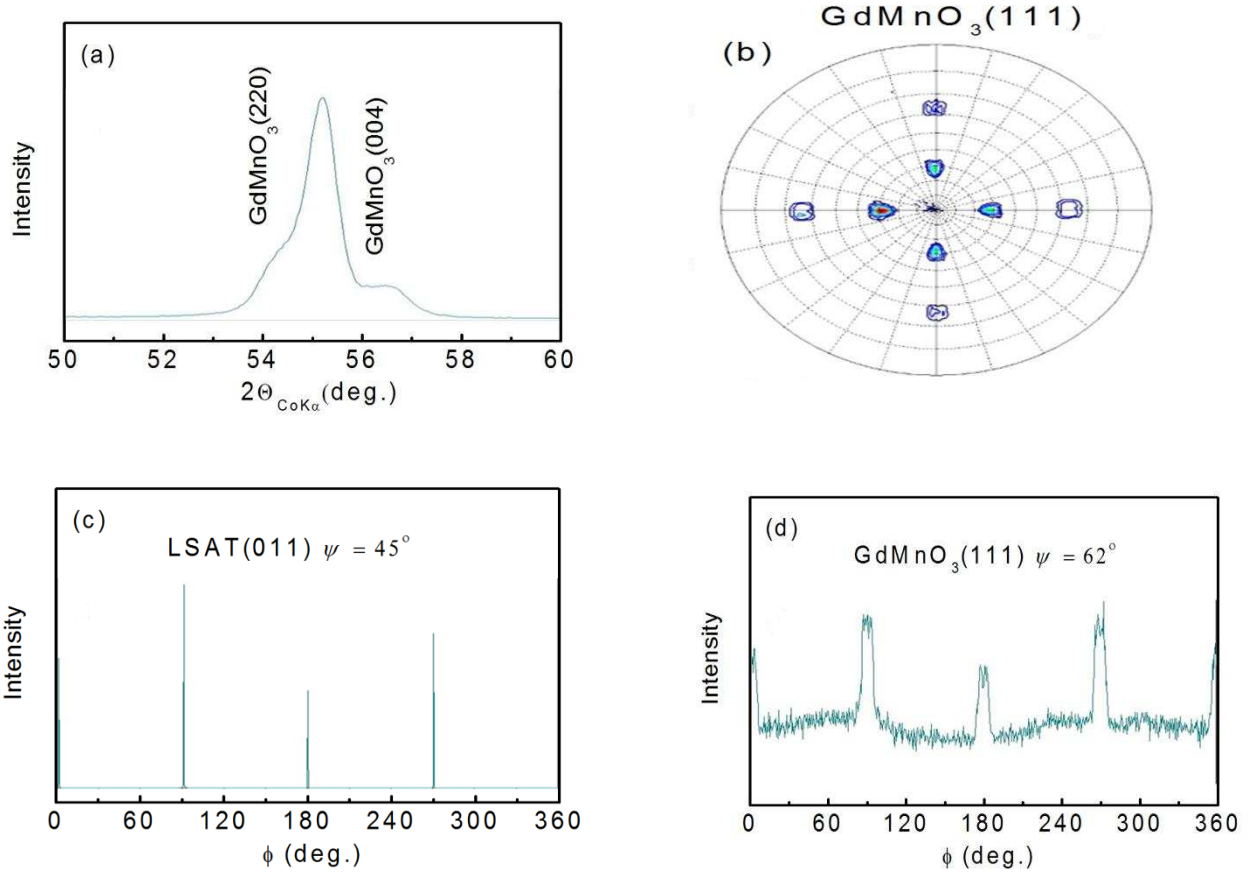 (a)
GdMnO₃(220)
GdMnO₃(004)
Intensity
50 52 54 56 58 60
2Θ_CoKα(deg.)
GdMnO₃(111)
(b)
(c)
LSAT(011) ψ = 45°
Intensity
0 60 120 180 240 300 360
ϕ (deg.)
(d)
GdMnO₃(111) ψ = 62°
Intensity
0 60 120 180 240 300 360
ϕ (deg.)